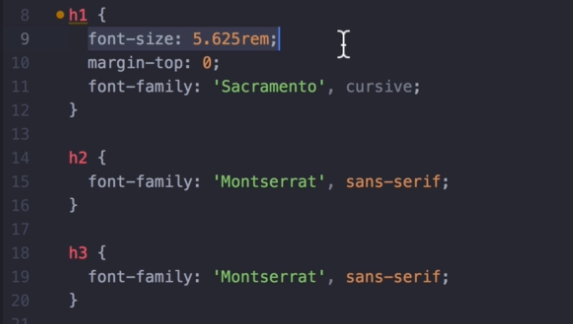 8 h1 {
9 font-size: 5.625rem;
10 margin-top: 0;
11 font-family: 'Sacramento', cursive;
12 }
13
14 h2 {
15 font-family: 'Montserrat', sans-serif;
16 }
17
18 h3 {
19 font-family: 'Montserrat', sans-serif;
20 }
21